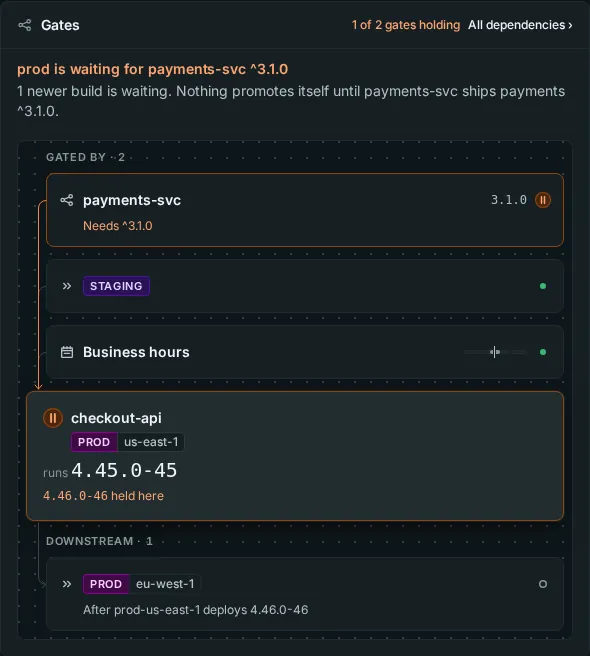 Gates
1 of 2 gates holding All dependencies ›
prod is waiting for payments-svc ^3.1.0
1 newer build is waiting. Nothing promotes itself until payments-svc ships payments
^3.1.0.
GATED BY · 2
payments-svc 3.1.0
Needs ^3.1.0
STAGING
Business hours
checkout-api
PROD us-east-1
runs 4.45.0-45
4.46.0-46 held here
DOWNSTREAM · 1
PROD eu-west-1
After prod-us-east-1 deploys 4.46.0-46